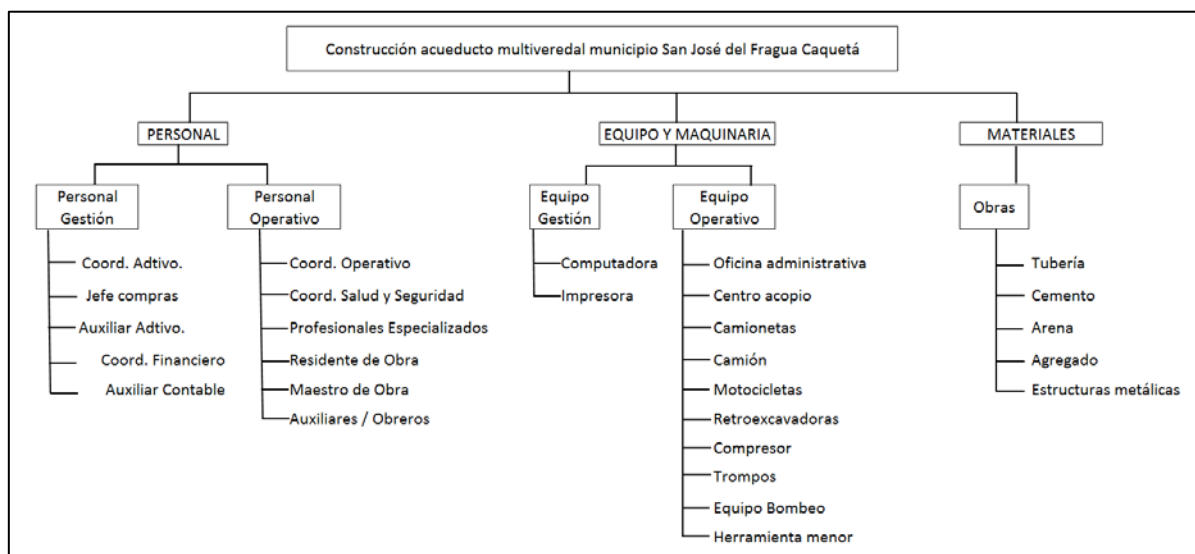 Construcción acueducto multiveredal municipio San José del Fragua Caquetá
PERSONAL
EQUIPO Y MAQUINARIA
MATERIALES
Personal
Gestión
Personal
Operativo
Equipo
Gestión
Equipo
Operativo
Obras
Coord. Adtivo.
Jefe compras
Auxiliar Adtivo.
Coord. Financiero
Auxiliar Contable
Coord. Operativo
Coord. Salud y Seguridad
Profesionales Especializados
Residente de Obra
Maestro de Obra
Auxiliares / Obreros
Computadora
Impresora
Oficina administrativa
Centro acopio
Camionetas
Camión
Motocicletas
Retroexcavadoras
Compresor
Trompos
Equipo Bombeo
Herramienta menor
Tubería
Cemento
Arena
Agregado
Estructuras metálicas